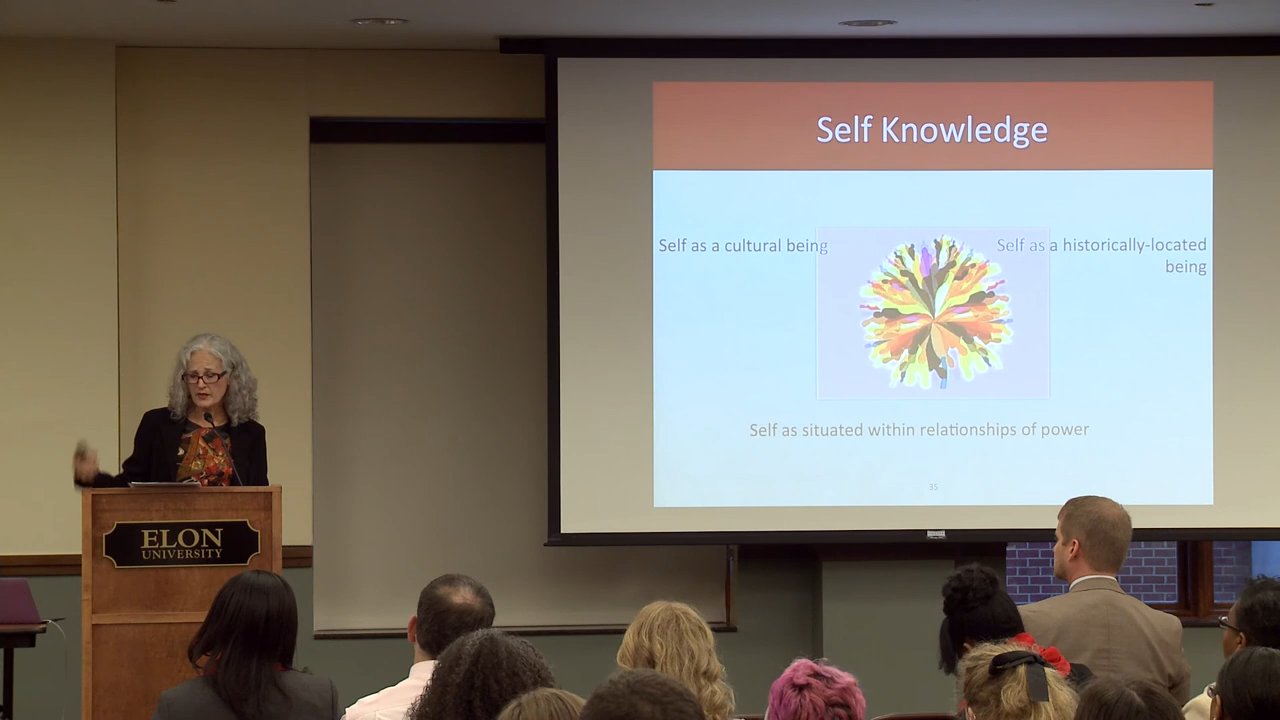 Self Knowledge
Self as a cultural being
Self as a historically-located
being
Self as situated within relationships of power
35
ELON
UNIVERSITY